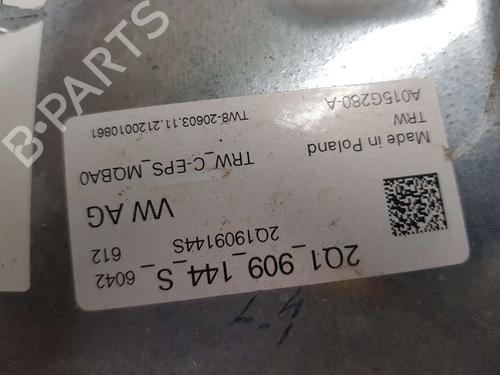 2Q1_909_144_S_ 6042
612
2Q1909144S
VW AG
TRW_C-EPS_MQBA0
TW8-20603.11.2120010861
Made in Poland
TRW
A015G280-A
B-PARTS